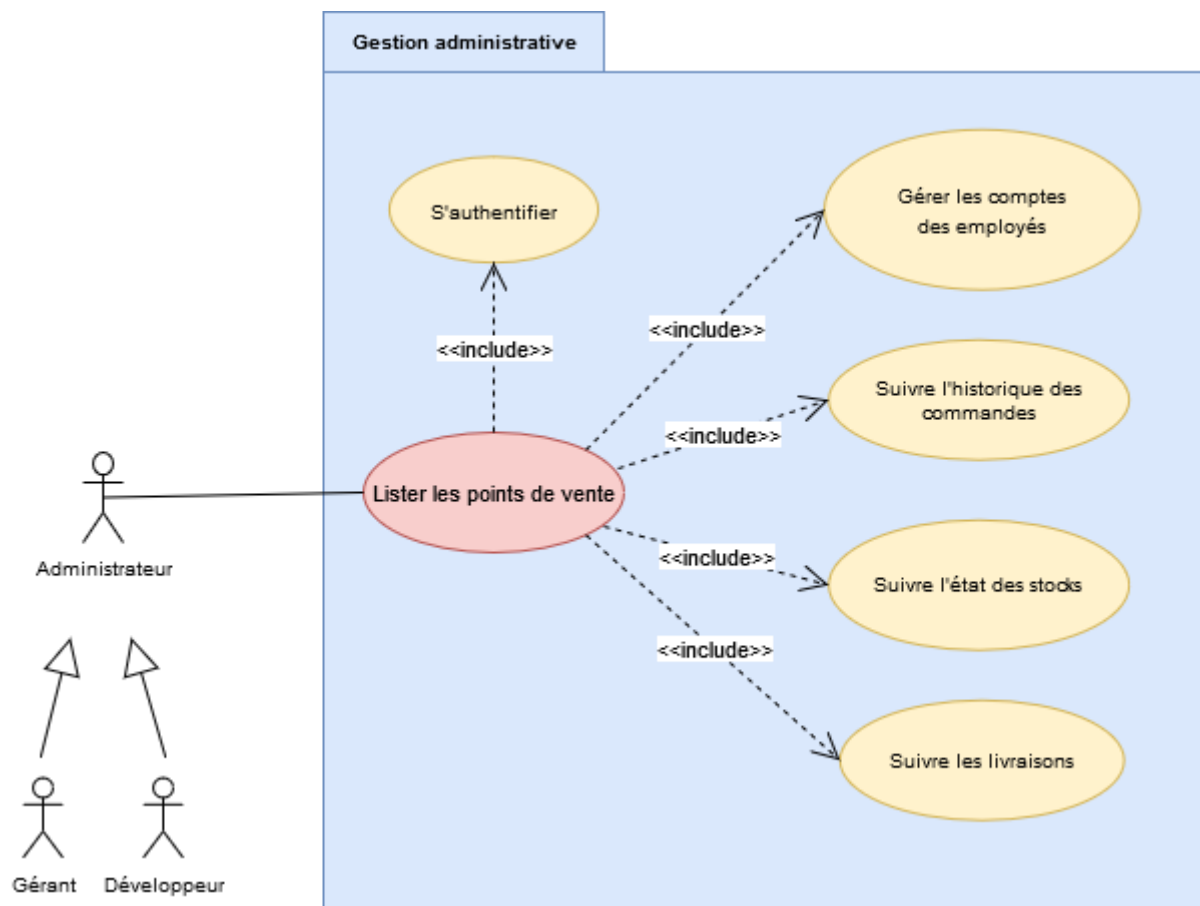 Gestion administrative
S'authentifier
Gérer les comptes
des employés
<<include>>
<<include>>
Suivre l'historique des
commandes
<<include>>
Lister les points de vente
Administrateur
<<include>>
Suivre l'état des stocks
<<include>>
Suivre les livraisons
Gérant
Développeur